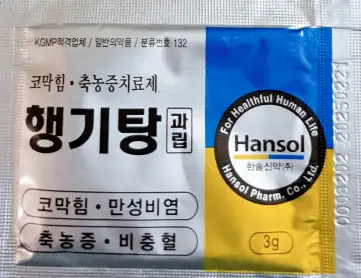 KGMP적격업체 / 일반의약품 / 분류번호 132
코막힘·축농증치료제
행기탕 과립
코막힘·만성비염
축농증·비충혈
For Healthful Human Life
Hansol
한솔신약(주)
Hansol Pharm. Co., Ltd.
3g
001202 20250221